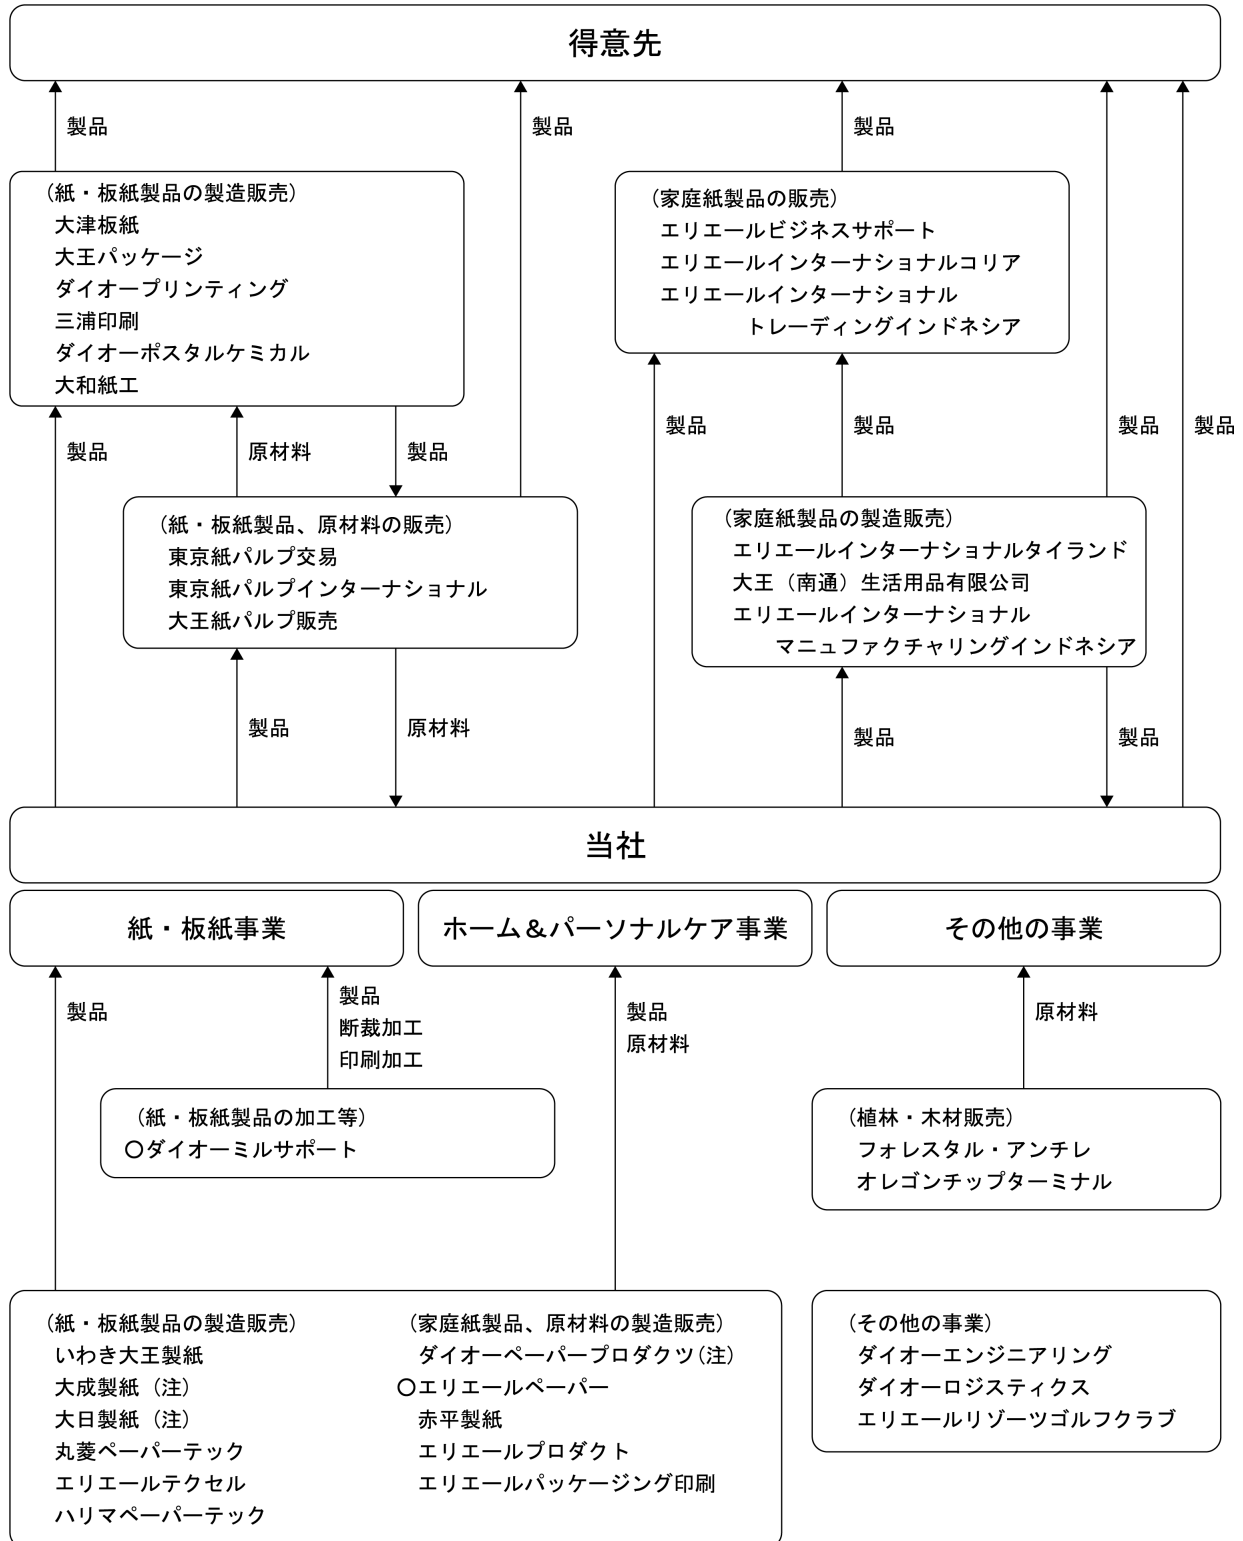 得意先
製品
製品
製品
(紙・板紙製品の製造販売)
大津板紙
大王パッケージ
ダイオープリンティング
三浦印刷
ダイオーポスタルケミカル
大和紙工
(家庭紙製品の販売)
エリエールビジネスサポート
エリエールインターナショナルコリア
エリエールインターナショナル
トレーディングインドネシア
製品
原材料
製品
製品
製品
製品
製品
(紙・板紙製品、原材料の販売)
東京紙パルプ交易
東京紙パルプインターナショナル
大王紙パルプ販売
(家庭紙製品の製造販売)
エリエールインターナショナルタイランド
大王（南通）生活用品有限公司
エリエールインターナショナル
マニュファクチャリングインドネシア
製品
原材料
製品
製品
当社
紙・板紙事業
ホーム＆パーソナルケア事業
その他の事業
製品
製品
断裁加工
印刷加工
製品
原材料
原材料
(紙・板紙製品の加工等)
○ダイオーミルサポート
(植林・木材販売)
フォレスタル・アンチレ
オレゴンチップターミナル
(紙・板紙製品の製造販売)
いわき大王製紙
大成製紙（注）
大日製紙（注）
丸菱ペーパーテック
エリエールテクセル
ハリマペーパーテック
(家庭紙製品、原材料の製造販売)
ダイオーペーパープロダクツ(注)
○エリエールペーパー
赤平製紙
エリエールプロダクト
エリエールパッケージング印刷
(その他の事業)
ダイオーエンジニアリング
ダイオーロジスティクス
エリエールリゾーツゴルフクラブ